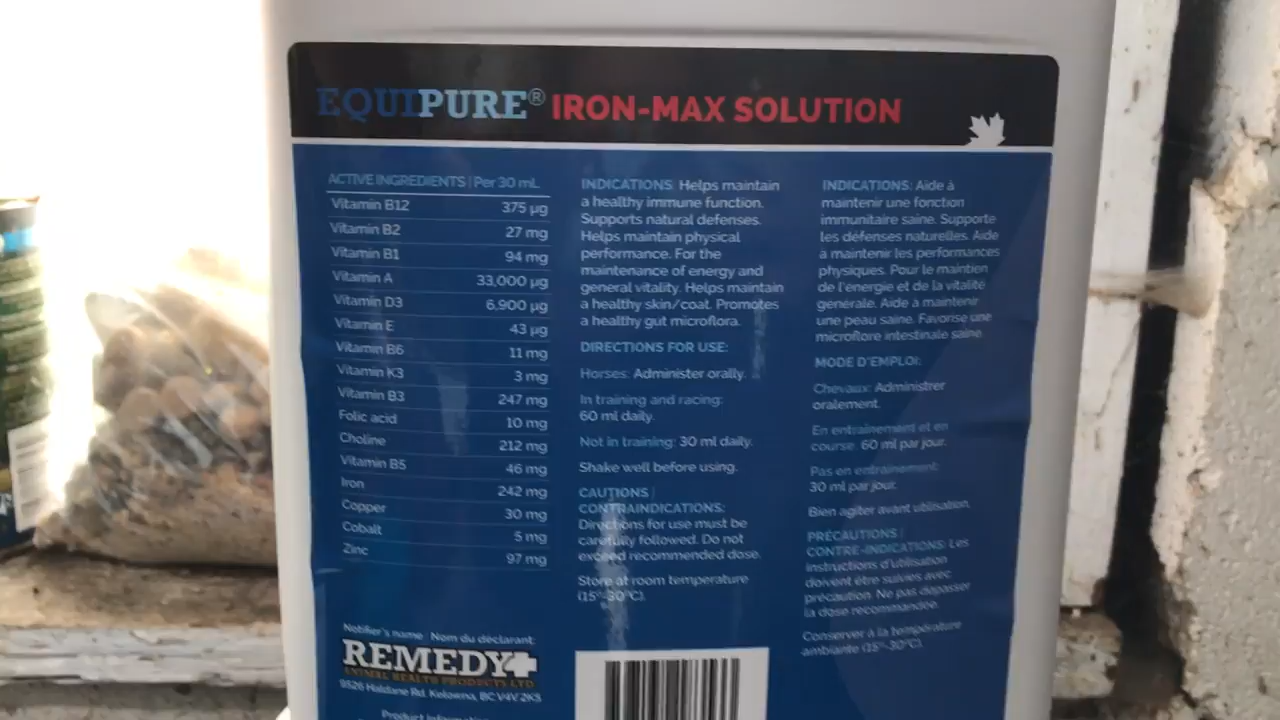 EQUIPURE® IRON-MAX SOLUTION
ACTIVE INGREDIENTS | Per 30 mL
Vitamin B12 375 µg
Vitamin B2 27 mg
Vitamin B1 94 mg
Vitamin A 33,000 µg
Vitamin D3 6,900 µg
Vitamin E 43 µg
Vitamin B6 11 mg
Vitamin K3 3 mg
Vitamin B3 247 mg
Folic acid 10 mg
Choline 212 mg
Vitamin B5 46 mg
Iron 242 mg
Copper 30 mg
Cobalt 5 mg
Zinc 97 mg
Notifier's name Nom du déclarant:
REMEDY
ANIMAL HEALTH PRODUCTS LTD
9526 Haldane Rd. Kelowna, BC V4V 2K5
Product Information
INDICATIONS: Helps maintain
a healthy immune function.
Supports natural defenses.
Helps maintain physical
performance. For the
maintenance of energy and
general vitality. Helps maintain
a healthy skin/coat. Promotes
a healthy gut microflora.
DIRECTIONS FOR USE:
Horses: Administer orally.
In training and racing:
60 ml daily.
Not in training: 30 ml daily.
Shake well before using.
CAUTIONS |
CONTRAINDICATIONS:
Directions for use must be
carefully followed. Do not
exceed recommended dose.
Store at room temperature
(15°-30°C).
INDICATIONS: Aide à
maintenir une fonction
immunitaire saine. Supporte
les défenses naturelles. Aide
a maintenir les performances
physiques. Pour le maintien
de l'énergie et de la vitalité
generale. Aide à maintenir
une peau saine. Favorise une
microflore intestinale saine.
MODE D'EMPLOI:
Chevaux: Administrer
oralement.
En entraînement et en
course: 60 ml par jour.
Pas en entraînement:
30 ml par jour.
Bien agiter avant utilisation.
PRÉCAUTIONS |
CONTRE-INDICATIONS: Les
instructions d'utilisation
doivent être suivies avec
précaution. Ne pas dépasser
la dose recommandée.
Conserver à la température
ambiante (15°-30°C).